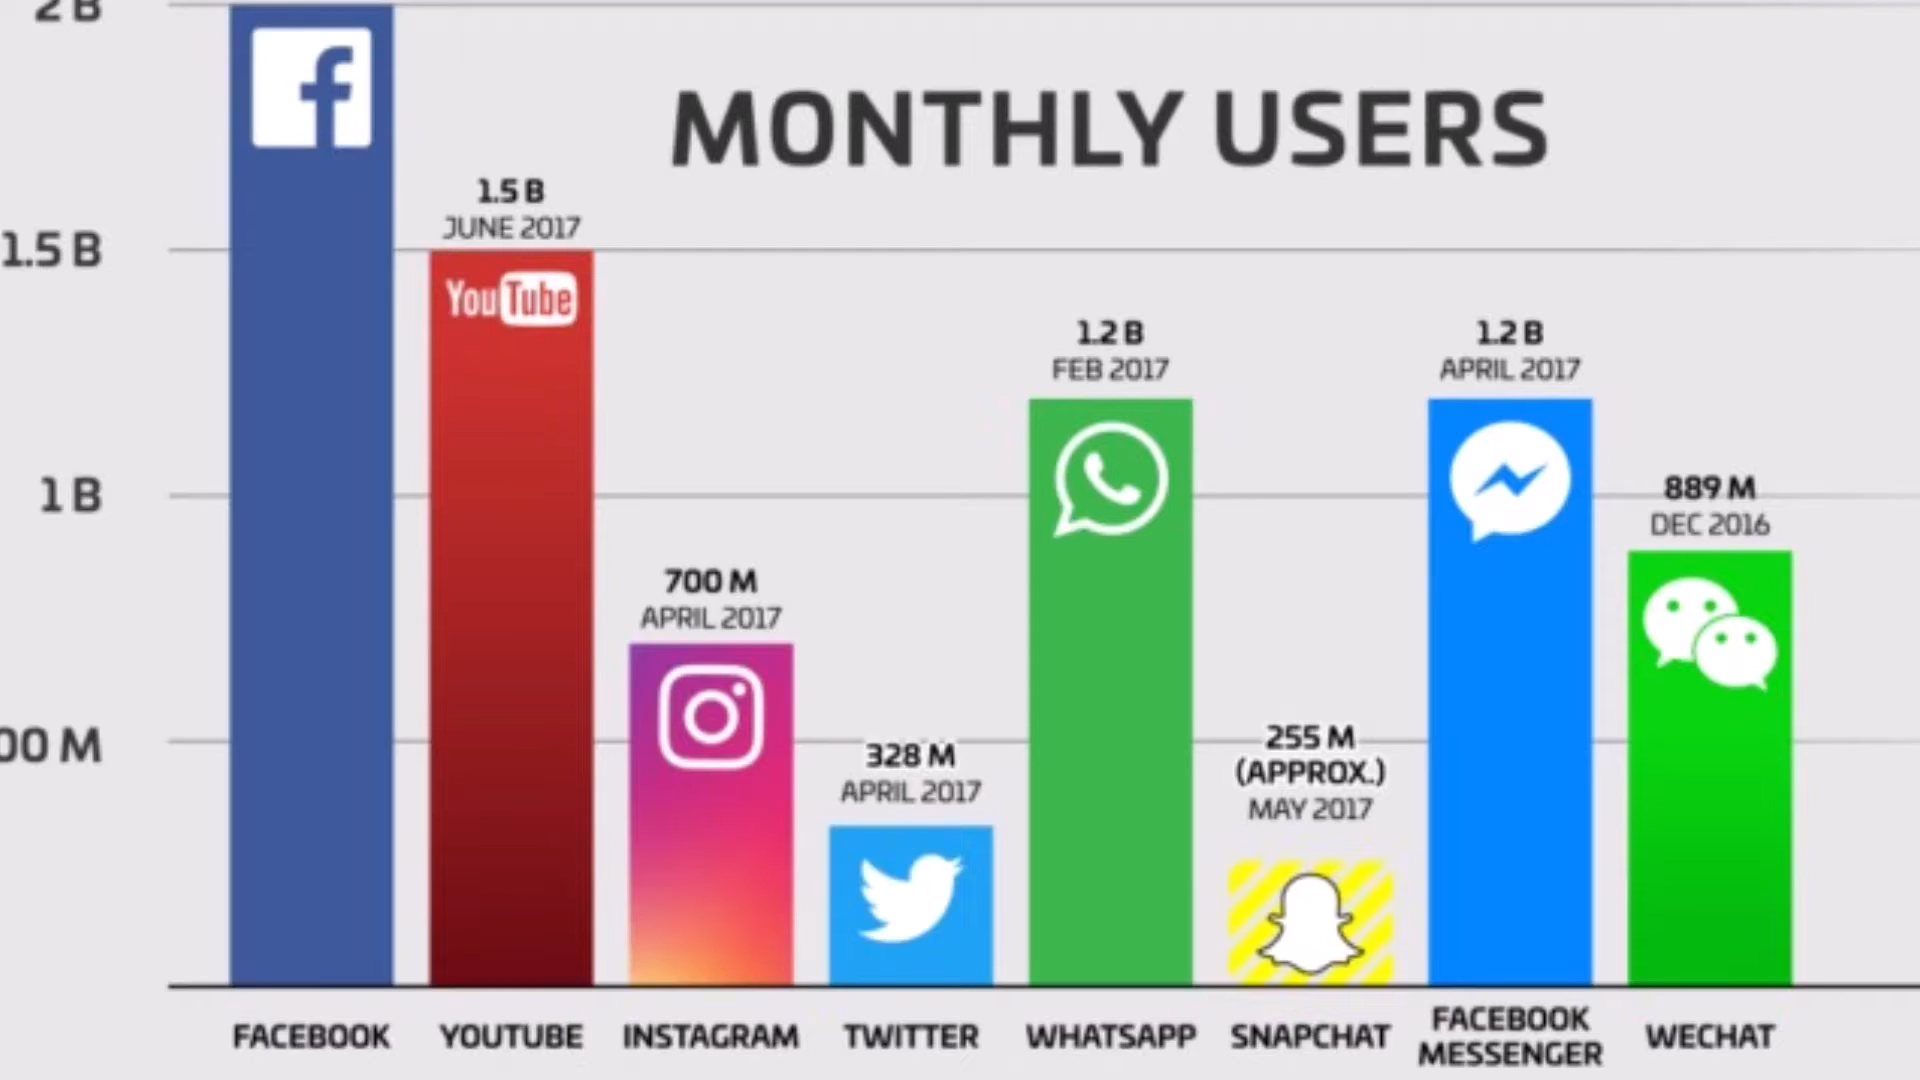 2 B
MONTHLY USERS
1.5 B
JUNE 2017
1.5 B
YouTube
1.2 B
FEB 2017
1.2 B
APRIL 2017
1 B
889 M
DEC 2016
700 M
APRIL 2017
00 M
328 M
APRIL 2017
255 M
(APPROX.)
MAY 2017
FACEBOOK
YOUTUBE
INSTAGRAM
TWITTER
WHATSAPP
SNAPCHAT
FACEBOOK
MESSENGER
WECHAT